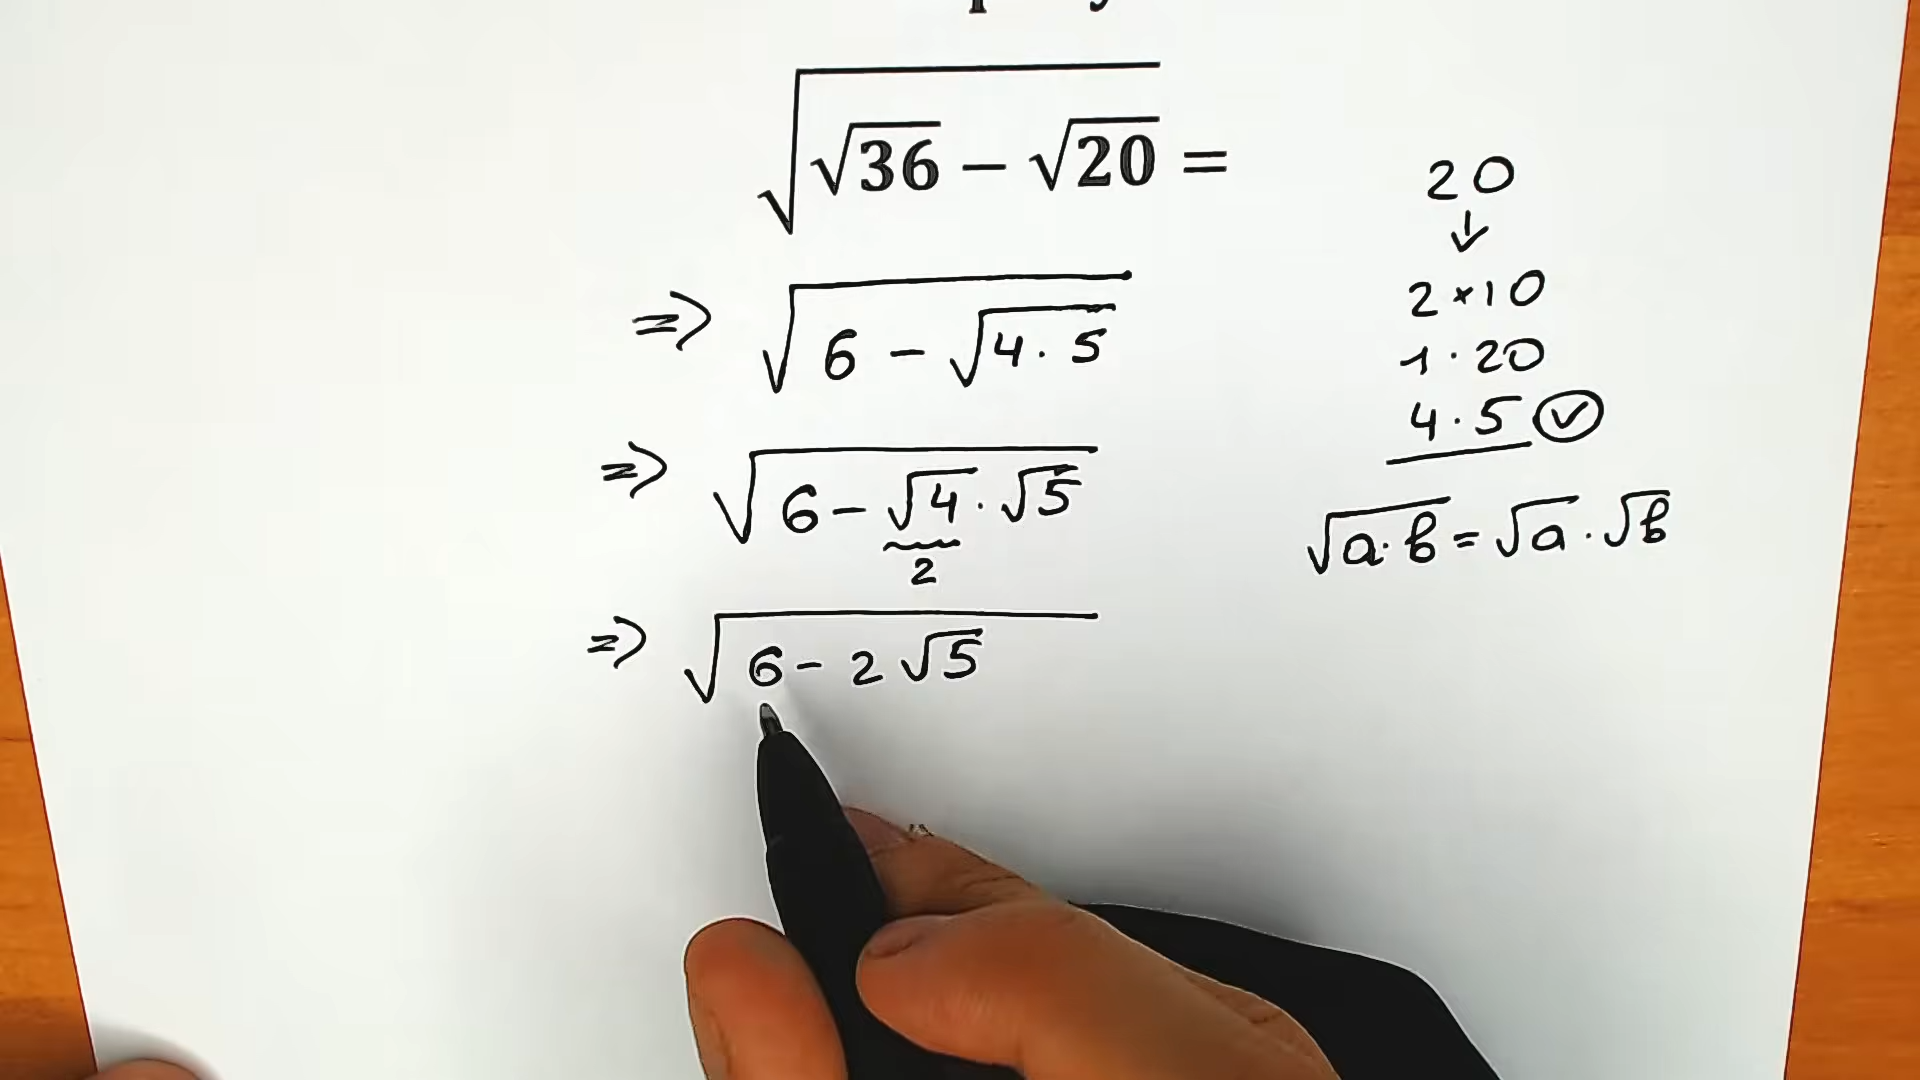 √(√36 − √20) =
=> √(6 − √(4 · 5))
=> √(6 − √4 · √5)
2
=> √(6 − 2√5)
20
↓
2 × 10
1 · 20
4 · 5 ✓
√(a · b) = √a · √b